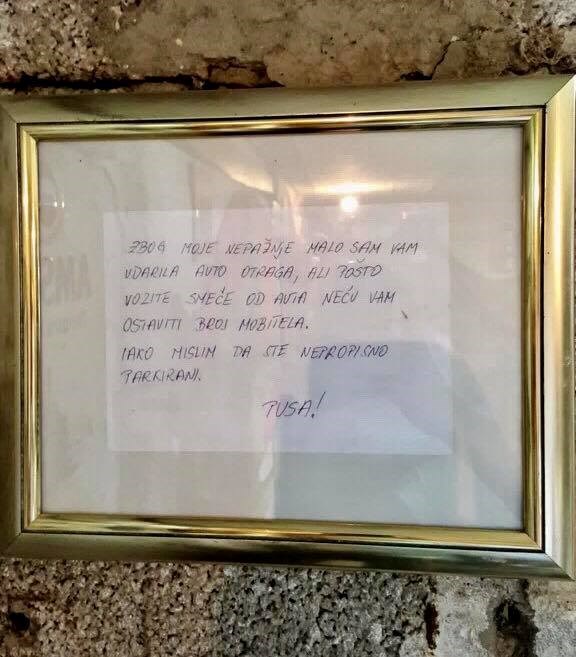 ZBOG MOJE NEPAŽNJE MALO SAM VAM
UDARILA AUTO OTRAGA, ALI POŠTO
VOZITE SMEĆE OD AUTA NEĆU VAM
OSTAVITI BROJ MOBITELA.
IAKO MISLIM DA STE NEPROPISNO
PARKIRANI.
PUSA!